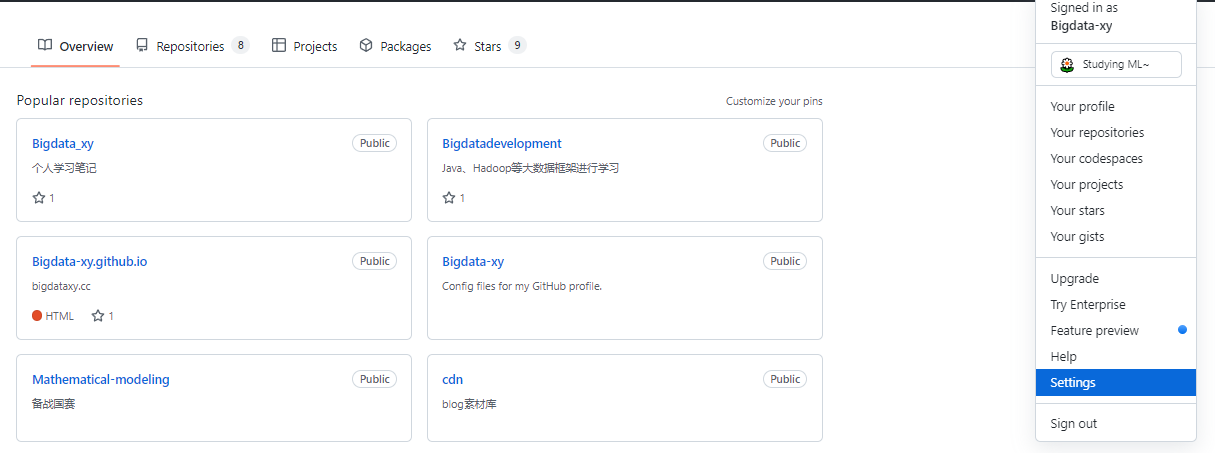 Overview Repositories 8 Projects Packages Stars 9
Popular repositories Customize your pins
Bigdata_xy Public
个人学习笔记
1
Bigdatadevelopment Public
Java、Hadoop等大数据框架进行学习
1
Bigdata-xy.github.io Public
bigdataxy.cc
HTML 1
Bigdata-xy Public
Config files for my GitHub profile.
Mathematical-modeling Public
备战国赛
cdn Public
blog素材库
Signed in as
Bigdata-xy
Studying ML~
Your profile
Your repositories
Your codespaces
Your projects
Your stars
Your gists
Upgrade
Try Enterprise
Feature preview
Help
Settings
Sign out